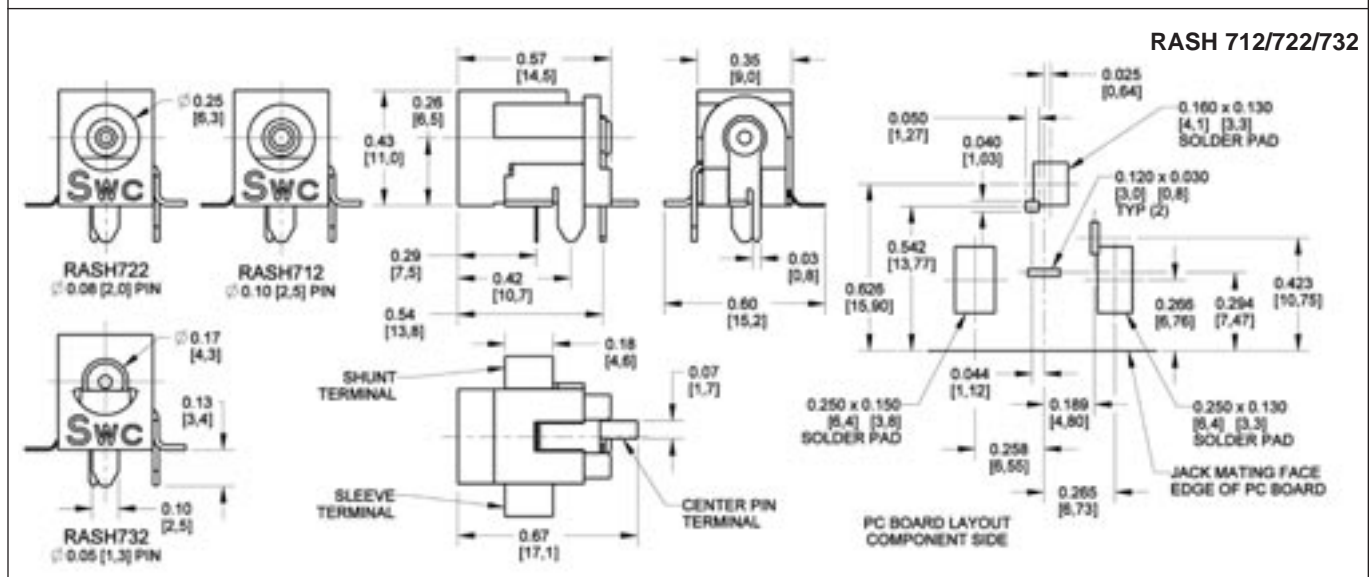 RASH 712/722/732
Ø 0.25
[6,3]
Swc
RASH722
Ø 0.08 [2,0] PIN
Swc
RASH712
Ø 0.10 [2,5] PIN
0.57
[14,5]
0.26
[6,5]
0.43
[11,0]
0.29
[7,5]
0.42
[10,7]
0.54
[13,8]
0.35
[9,0]
0.03
[0,8]
0.60
[15,2]
Ø 0.17
[4,3]
Swc
0.13
[3,4]
0.10
[2,5]
RASH732
Ø 0.05 [1,3] PIN
0.18
[4,6]
SHUNT
TERMINAL
0.07
[1,7]
SLEEVE
TERMINAL
CENTER PIN
TERMINAL
0.67
[17,1]
0.025
[0,64]
0.050
[1,27]
0.040
[1,03]
0.160 x 0.130
[4,1] [3,3]
SOLDER PAD
0.120 x 0.030
[3,0] [0,8]
TYP (2)
0.542
[13,77]
0.626
[15,90]
0.266
[6,76]
0.294
[7,47]
0.423
[10,75]
0.044
[1,12]
0.250 x 0.150
[6,4] [3,8]
SOLDER PAD
0.189
[4,80]
0.250 x 0.130
[6,4] [3,3]
SOLDER PAD
0.258
[6,55]
0.265
[6,73]
JACK MATING FACE
EDGE OF PC BOARD
PC BOARD LAYOUT
COMPONENT SIDE